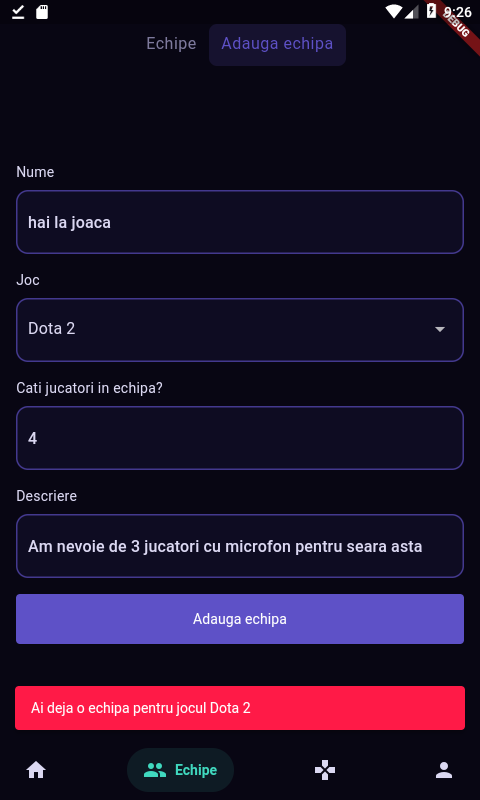 9:26
DEBUG
Echipe
Adauga echipa
Nume
hai la joaca
Joc
Dota 2
Cati jucatori in echipa?
4
Descriere
Am nevoie de 3 jucatori cu microfon pentru seara asta
Adauga echipa
Ai deja o echipa pentru jocul Dota 2
Echipe